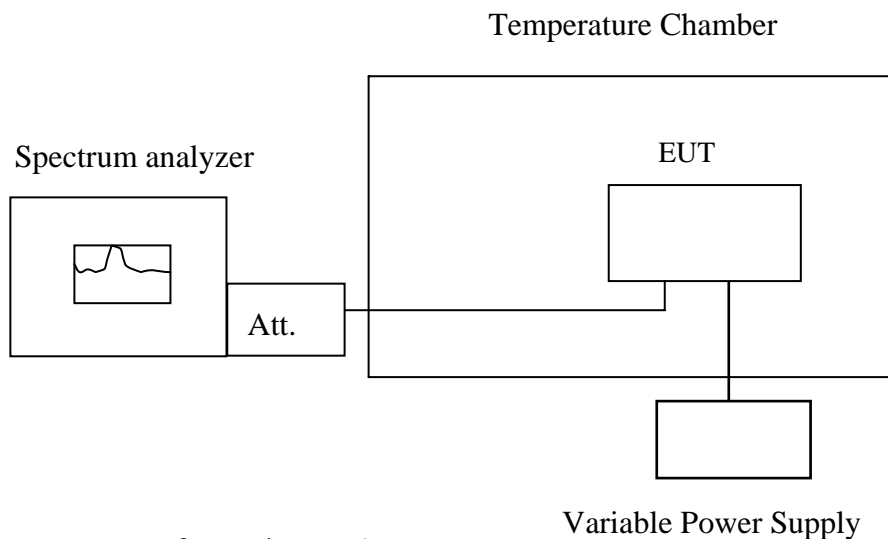 Temperature Chamber
Spectrum analyzer
EUT
Att.
Variable Power Supply